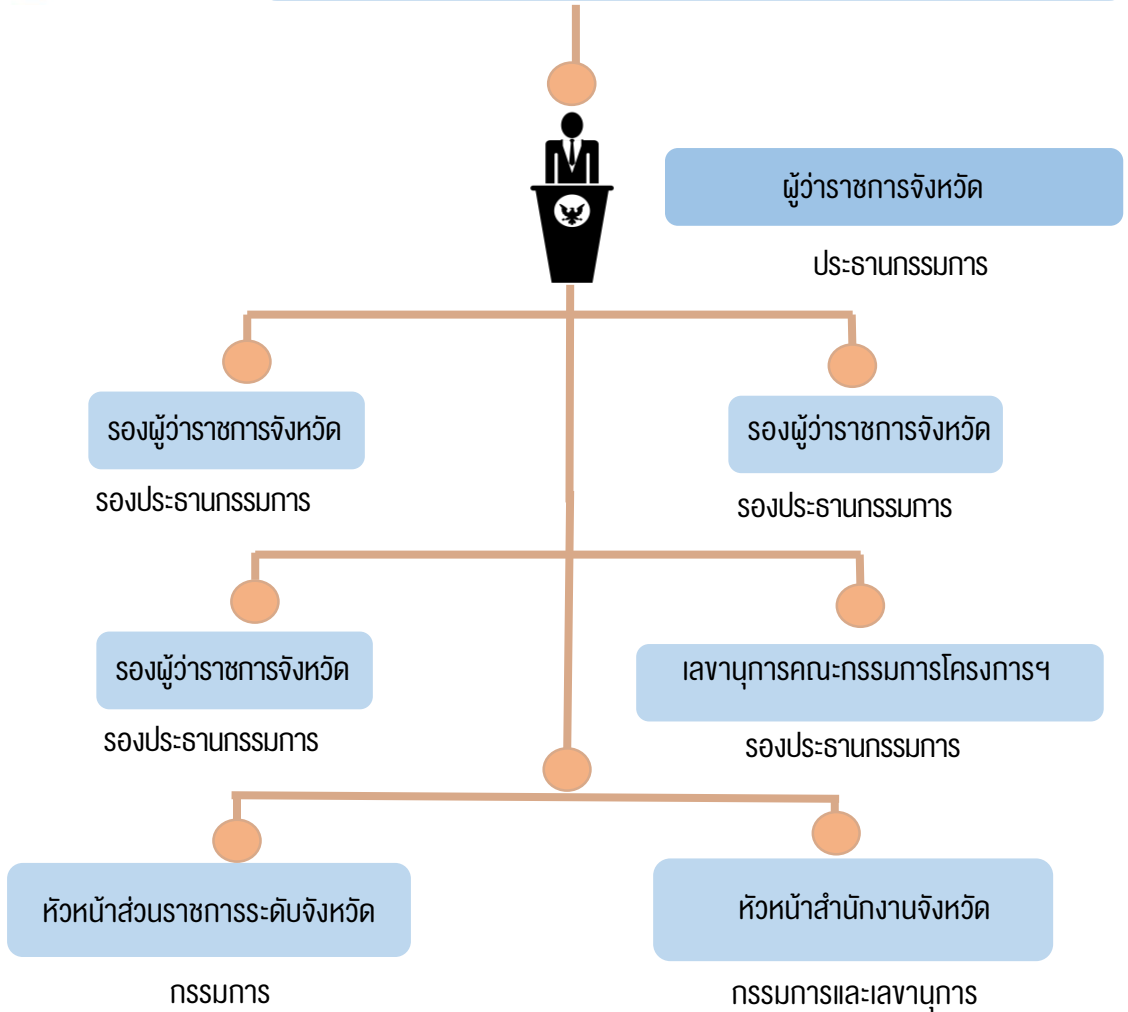 ผู้ว่าราชการจังหวัด
ประธานกรรมการ
รองผู้ว่าราชการจังหวัด
รองประธานกรรมการ
รองผู้ว่าราชการจังหวัด
รองประธานกรรมการ
รองผู้ว่าราชการจังหวัด
รองประธานกรรมการ
เลขานุการคณะกรรมการโครงการฯ
รองประธานกรรมการ
หัวหน้าส่วนราชการระดับจังหวัด
กรรมการ
หัวหน้าสำนักงานจังหวัด
กรรมการและเลขานุการ